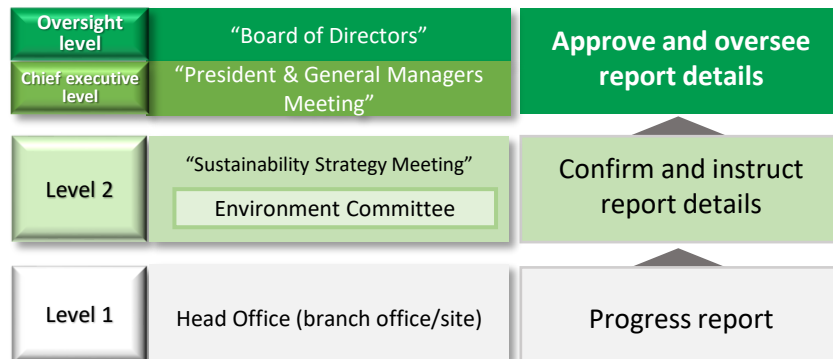 Oversight
level
“Board of Directors”
Chief executive
level
“President & General Managers
Meeting”
Approve and oversee
report details
Level 2
“Sustainability Strategy Meeting”
Environment Committee
Confirm and instruct
report details
Level 1
Head Office (branch office/site)
Progress report